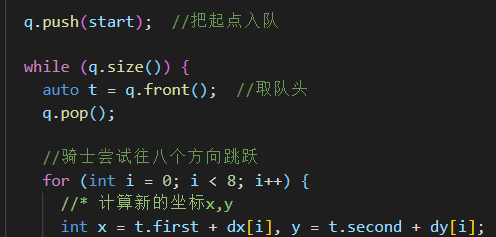 q.push(start);  //把起点入队
while (q.size()) {
auto t = q.front();  //取队头
q.pop();
//骑士尝试往八个方向跳跃
for (int i = 0; i < 8; i++) {
//* 计算新的坐标x,y
int x = t.first + dx[i], y = t.second + dy[i];